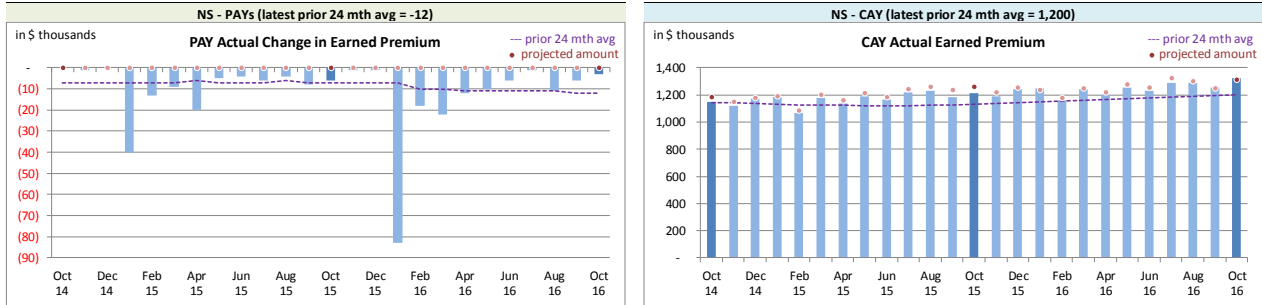 NS - PAYs (latest prior 24 mth avg = -12)
in $ thousands
PAY Actual Change in Earned Premium
--- prior 24 mth avg
● projected amount
-
(10)
(20)
(30)
(40)
(50)
(60)
(70)
(80)
(90)
Oct Dec Feb Apr Jun Aug Oct Dec Feb Apr Jun Aug Oct
14 14 15 15 15 15 15 15 16 16 16 16 16
NS - CAY (latest prior 24 mth avg = 1,200)
in $ thousands
CAY Actual Earned Premium
--- prior 24 mth avg
● projected amount
1,400
1,200
1,000
800
600
400
200
-
Oct Dec Feb Apr Jun Aug Oct Dec Feb Apr Jun Aug Oct
14 14 15 15 15 15 15 15 16 16 16 16 16